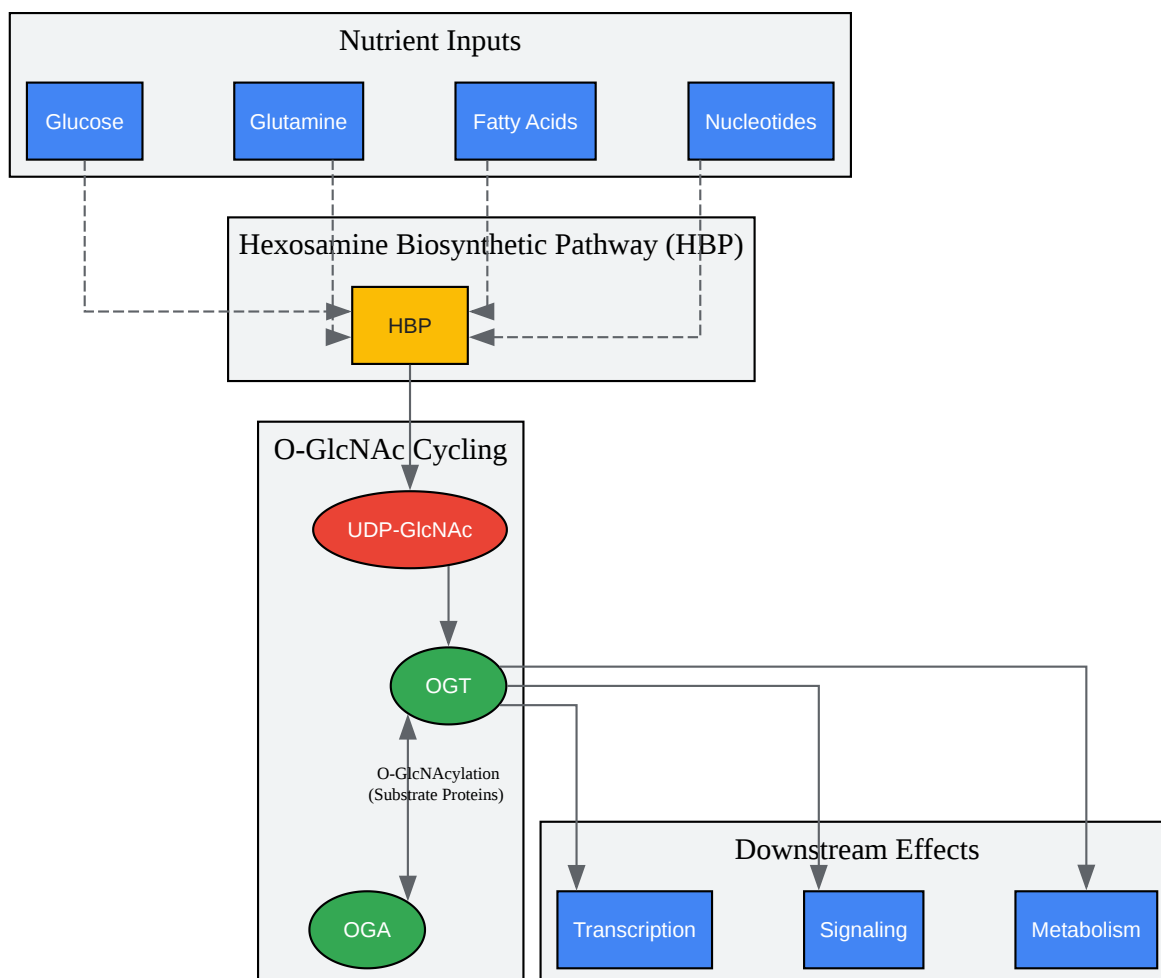 Nutrient Inputs
Glucose
Glutamine
Fatty Acids
Nucleotides
Hexosamine Biosynthetic Pathway (HBP)
HBP
O-GlcNAc Cycling
UDP-GlcNAc
OGT
O-GlcNAcylation
(Substrate Proteins)
OGA
Downstream Effects
Transcription
Signaling
Metabolism